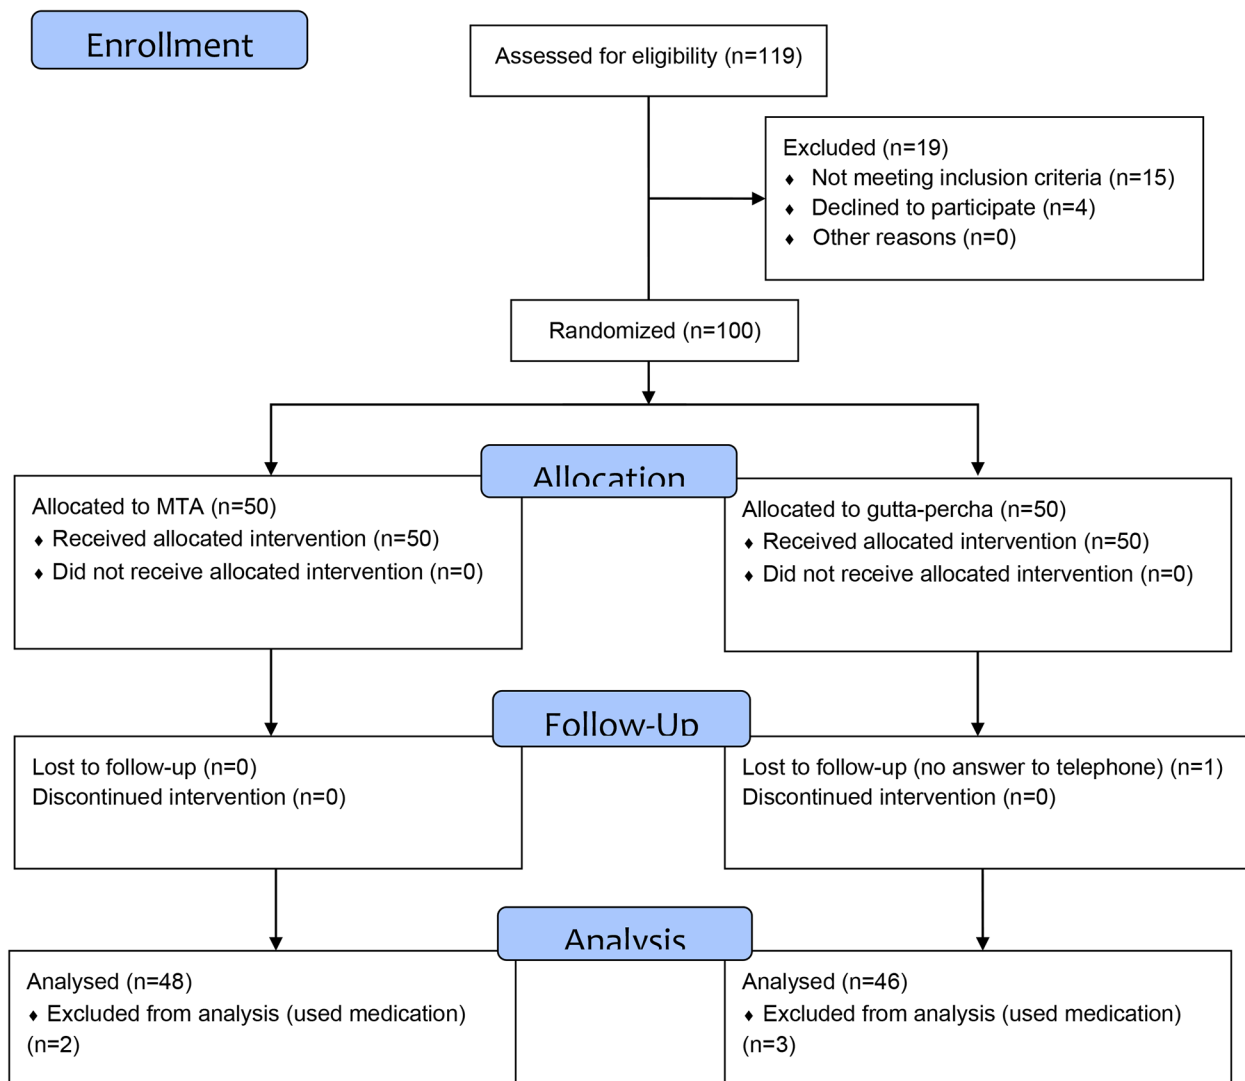 Enrollment
Assessed for eligibility (n=119)
Excluded (n=19)
♦ Not meeting inclusion criteria (n=15)
♦ Declined to participate (n=4)
♦ Other reasons (n=0)
Randomized (n=100)
Allocation
Allocated to MTA (n=50)
♦ Received allocated intervention (n=50)
♦ Did not receive allocated intervention (n=0)
Allocated to gutta-percha (n=50)
♦ Received allocated intervention (n=50)
♦ Did not receive allocated intervention (n=0)
Follow-Up
Lost to follow-up (n=0)
Discontinued intervention (n=0)
Lost to follow-up (no answer to telephone) (n=1)
Discontinued intervention (n=0)
Analysis
Analysed (n=48)
♦ Excluded from analysis (used medication)
(n=2)
Analysed (n=46)
♦ Excluded from analysis (used medication)
(n=3)